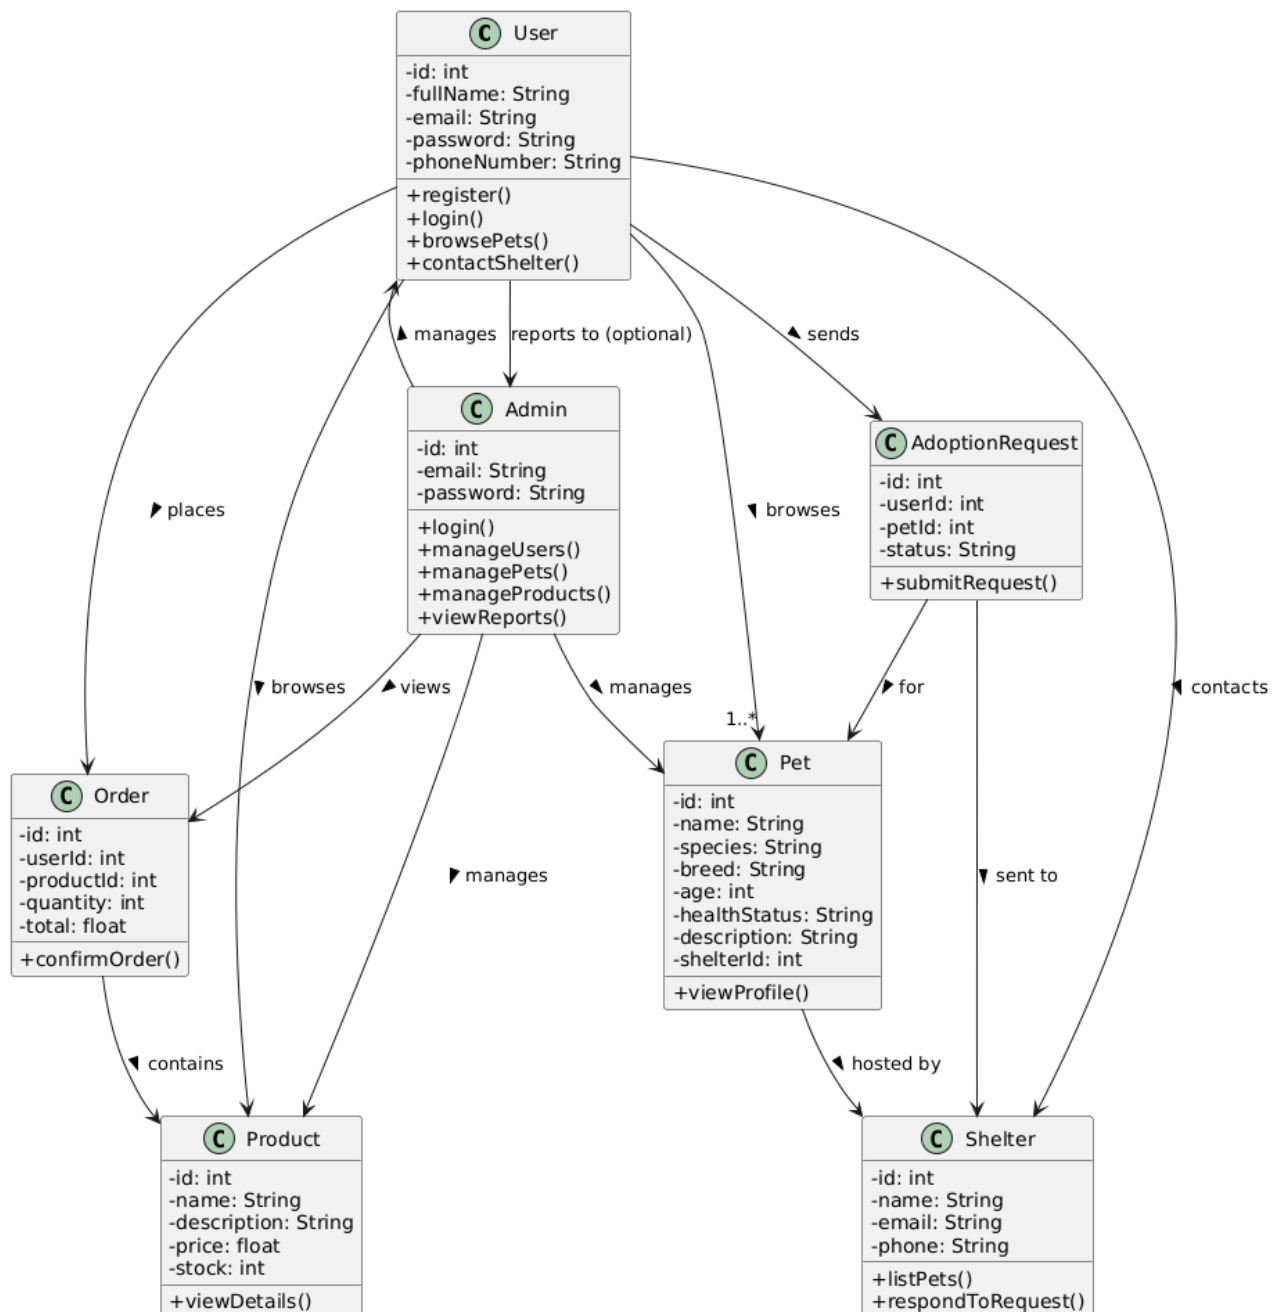 C User
-id: int
-fullName: String
-email: String
-password: String
-phoneNumber: String
+register()
+login()
+browsePets()
+contactShelter()
manages
reports to (optional)
sends
C Admin
-id: int
-email: String
-password: String
+login()
+manageUsers()
+managePets()
+manageProducts()
+viewReports()
C AdoptionRequest
-id: int
-userId: int
-petId: int
-status: String
+submitRequest()
places
browses
browses
views
manages
for
contacts
1..*
C Order
-id: int
-userId: int
-productId: int
-quantity: int
-total: float
+confirmOrder()
manages
C Pet
-id: int
-name: String
-species: String
-breed: String
-age: int
-healthStatus: String
-description: String
-shelterId: int
+viewProfile()
sent to
contains
hosted by
C Product
-id: int
-name: String
-description: String
-price: float
-stock: int
+viewDetails()
C Shelter
-id: int
-name: String
-email: String
-phone: String
+listPets()
+respondToRequest()